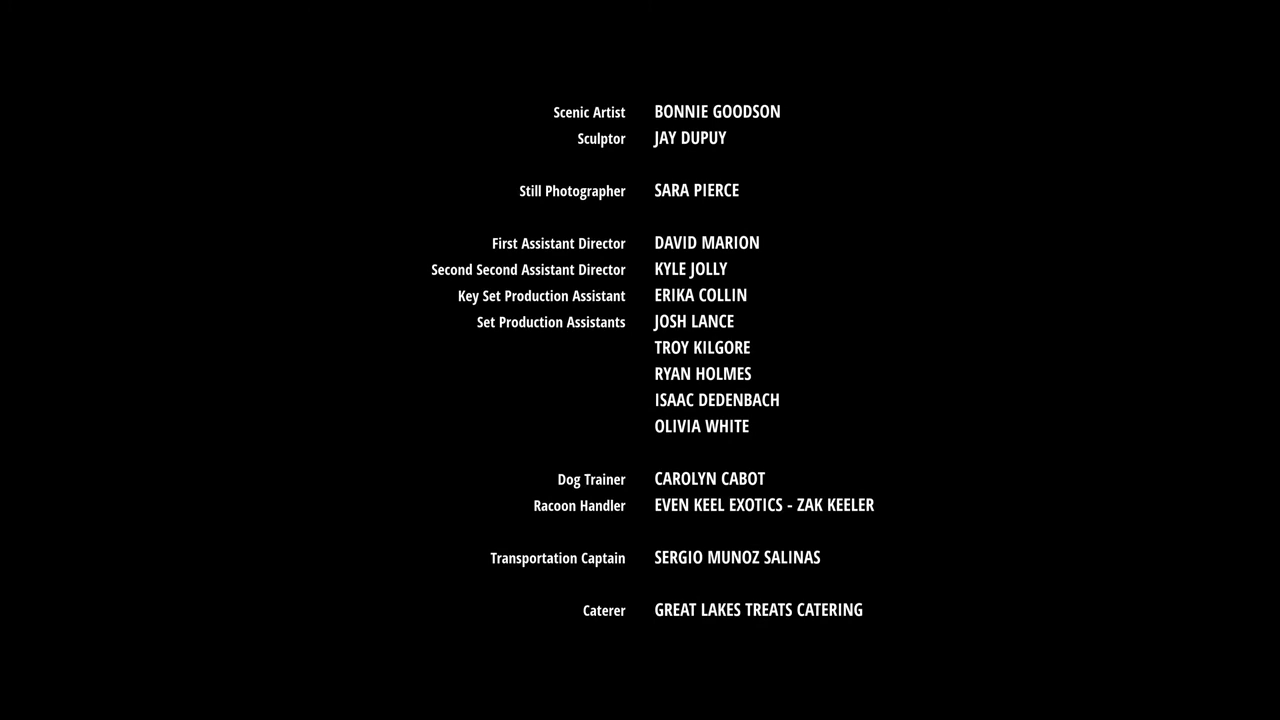 Scenic Artist BONNIE GOODSON
Sculptor JAY DUPUY
Still Photographer SARA PIERCE
First Assistant Director DAVID MARION
Second Second Assistant Director KYLE JOLLY
Key Set Production Assistant ERIKA COLLIN
Set Production Assistants JOSH LANCE
TROY KILGORE
RYAN HOLMES
ISAAC DEDENBACH
OLIVIA WHITE
Dog Trainer CAROLYN CABOT
Racoon Handler EVEN KEEL EXOTICS - ZAK KEELER
Transportation Captain SERGIO MUNOZ SALINAS
Caterer GREAT LAKES TREATS CATERING